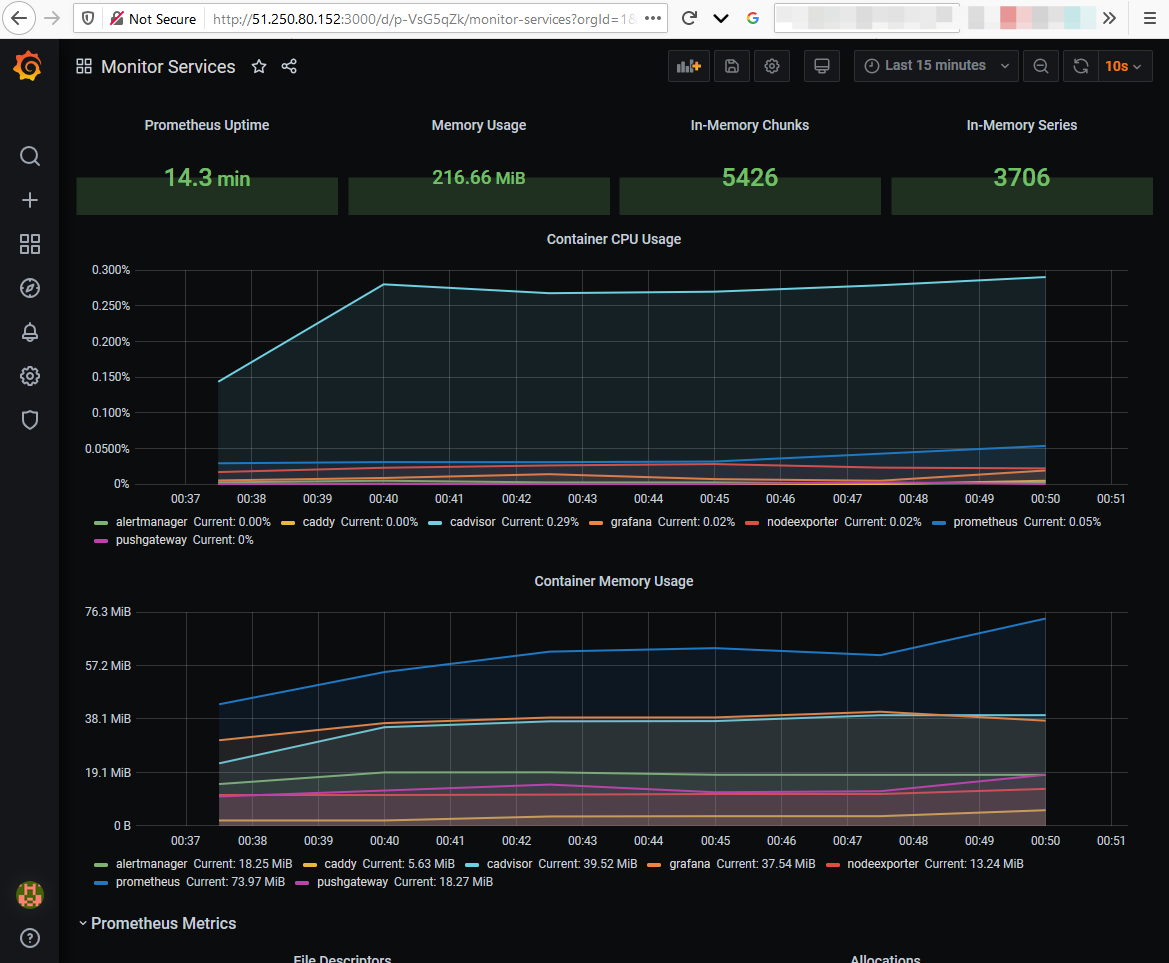 Not Secure http://51.250.80.152:3000/d/p-VsG5qZk/monitor-services?orgId=1&
Monitor Services
Last 15 minutes 10s
Prometheus Uptime Memory Usage In-Memory Chunks In-Memory Series
14.3 min 216.66 MiB 5426 3706
Container CPU Usage
0.300%
0.250%
0.200%
0.150%
0.100%
0.0500%
0%
00:37 00:38 00:39 00:40 00:41 00:42 00:43 00:44 00:45 00:46 00:47 00:48 00:49 00:50 00:51
alertmanager Current: 0.00% caddy Current: 0.00% cadvisor Current: 0.29% grafana Current: 0.02% nodeexporter Current: 0.02% prometheus Current: 0.05%
pushgateway Current: 0%
Container Memory Usage
76.3 MiB
57.2 MiB
38.1 MiB
19.1 MiB
0 B
00:37 00:38 00:39 00:40 00:41 00:42 00:43 00:44 00:45 00:46 00:47 00:48 00:49 00:50 00:51
alertmanager Current: 18.25 MiB caddy Current: 5.63 MiB cadvisor Current: 39.52 MiB grafana Current: 37.54 MiB nodeexporter Current: 13.24 MiB
prometheus Current: 73.97 MiB pushgateway Current: 18.27 MiB
Prometheus Metrics
File Descriptors Allocations